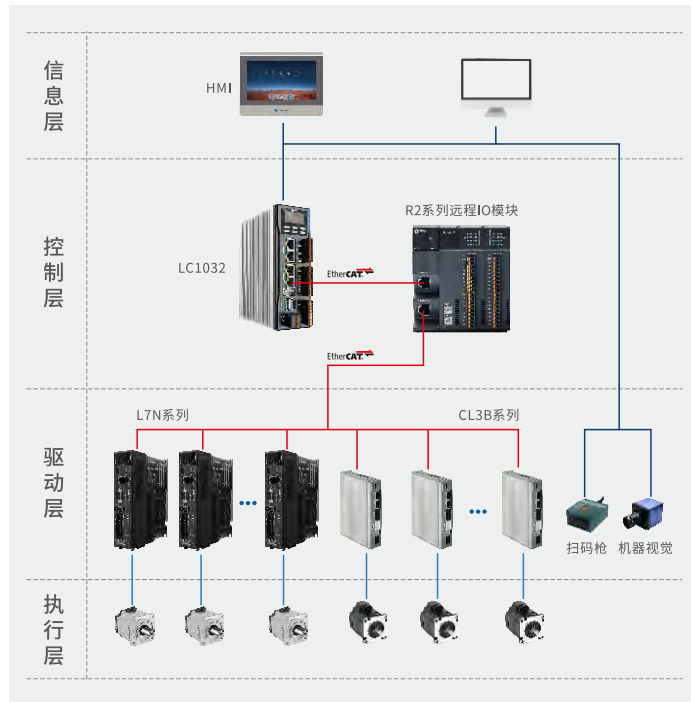 信息层
HMI
控制层
R2系列远程IO模块
LC1032
EtherCAT
EtherCAT
驱动层
L7N系列
CL3B系列
扫码枪
机器视觉
执行层